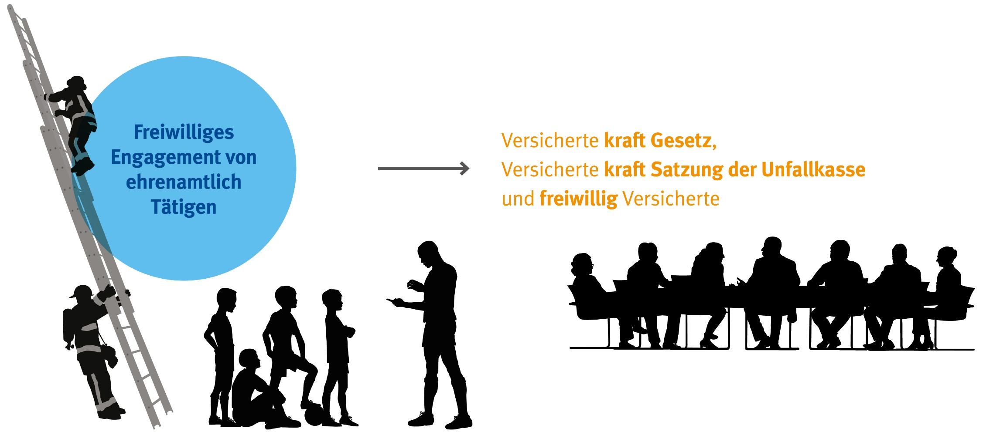 Freiwilliges
Engagement von
ehrenamtlich
Tätigen
Versicherte kraft Gesetz,
Versicherte kraft Satzung der Unfallkasse
und freiwillig Versicherte